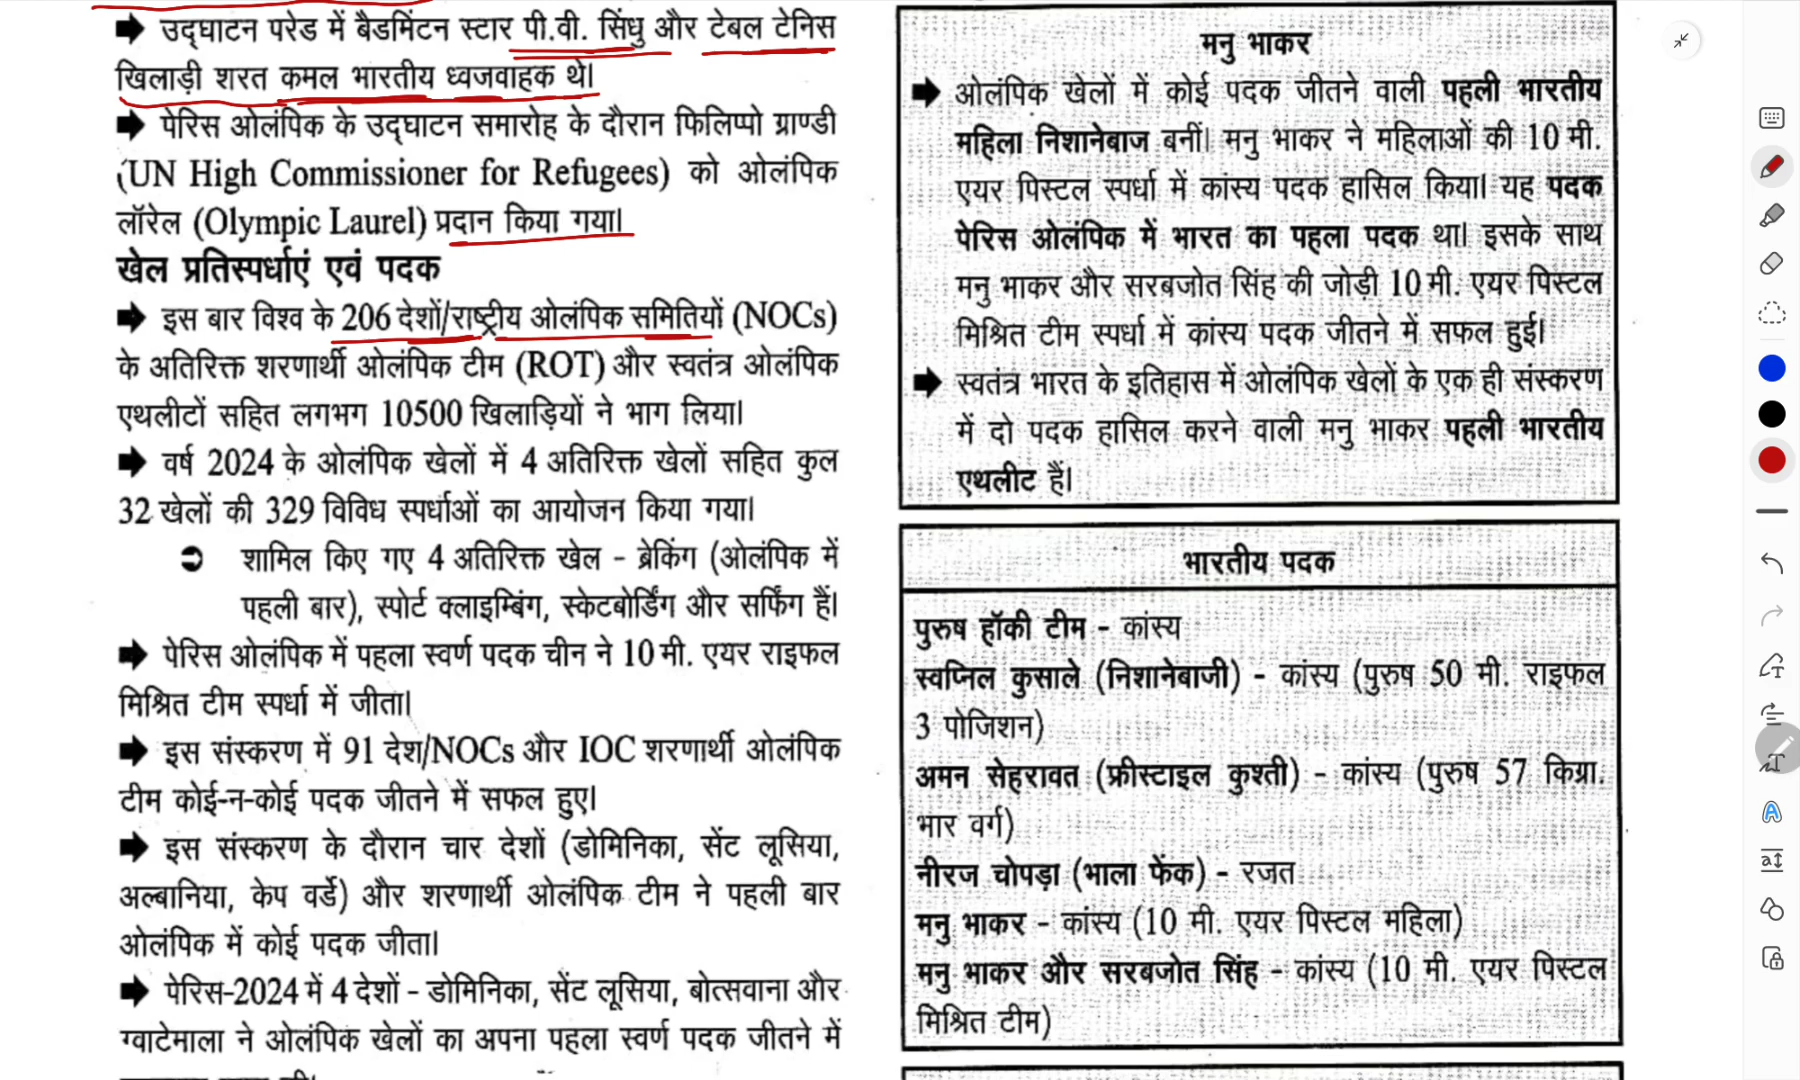 ➡ उद्घाटन परेड में बैडमिंटन स्टार पी.वी. सिंधु और टेबल टेनिस
खिलाड़ी शरत कमल भारतीय ध्वजवाहक थे।
➡ पेरिस ओलंपिक के उद्घाटन समारोह के दौरान फिलिप्पो ग्राण्डी
(UN High Commissioner for Refugees) को ओलंपिक
लॉरेल (Olympic Laurel) प्रदान किया गया।
खेल प्रतिस्पर्धाएं एवं पदक
➡ इस बार विश्व के 206 देशों/राष्ट्रीय ओलंपिक समितियों (NOCs)
के अतिरिक्त शरणार्थी ओलंपिक टीम (ROT) और स्वतंत्र ओलंपिक
एथलीटों सहित लगभग 10500 खिलाड़ियों ने भाग लिया।
➡ वर्ष 2024 के ओलंपिक खेलों में 4 अतिरिक्त खेलों सहित कुल
32 खेलों की 329 विविध स्पर्धाओं का आयोजन किया गया।
➲ शामिल किए गए 4 अतिरिक्त खेल - ब्रेकिंग (ओलंपिक में
पहली बार), स्पोर्ट क्लाइम्बिंग, स्केटबोर्डिंग और सर्फिंग हैं।
➡ पेरिस ओलंपिक में पहला स्वर्ण पदक चीन ने 10 मी. एयर राइफल
मिश्रित टीम स्पर्धा में जीता।
➡ इस संस्करण में 91 देश/NOCs और IOC शरणार्थी ओलंपिक
टीम कोई-न-कोई पदक जीतने में सफल हुए।
➡ इस संस्करण के दौरान चार देशों (डोमिनिका, सेंट लूसिया,
अल्बानिया, केप वर्डे) और शरणार्थी ओलंपिक टीम ने पहली बार
ओलंपिक में कोई पदक जीता।
➡ पेरिस-2024 में 4 देशों - डोमिनिका, सेंट लूसिया, बोत्सवाना और
ग्वाटेमाला ने ओलंपिक खेलों का अपना पहला स्वर्ण पदक जीतने में
मनु भाकर
➡ ओलंपिक खेलों में कोई पदक जीतने वाली पहली भारतीय
महिला निशानेबाज बनीं। मनु भाकर ने महिलाओं की 10 मी.
एयर पिस्टल स्पर्धा में कांस्य पदक हासिल किया। यह पदक
पेरिस ओलंपिक में भारत का पहला पदक था। इसके साथ
मनु भाकर और सरबजोत सिंह की जोड़ी 10 मी. एयर पिस्टल
मिश्रित टीम स्पर्धा में कांस्य पदक जीतने में सफल हुई।
➡ स्वतंत्र भारत के इतिहास में ओलंपिक खेलों के एक ही संस्करण
में दो पदक हासिल करने वाली मनु भाकर पहली भारतीय
एथलीट हैं।
भारतीय पदक
पुरुष हॉकी टीम - कांस्य
स्वप्निल कुसाले (निशानेबाजी) - कांस्य (पुरुष 50 मी. राइफल
3 पोजिशन)
अमन सेहरावत (फ्रीस्टाइल कुश्ती) - कांस्य (पुरुष 57 किग्रा.
भार वर्ग)
नीरज चोपड़ा (भाला फेंक) - रजत
मनु भाकर - कांस्य (10 मी. एयर पिस्टल महिला)
मनु भाकर और सरबजोत सिंह - कांस्य (10 मी. एयर पिस्टल
मिश्रित टीम)